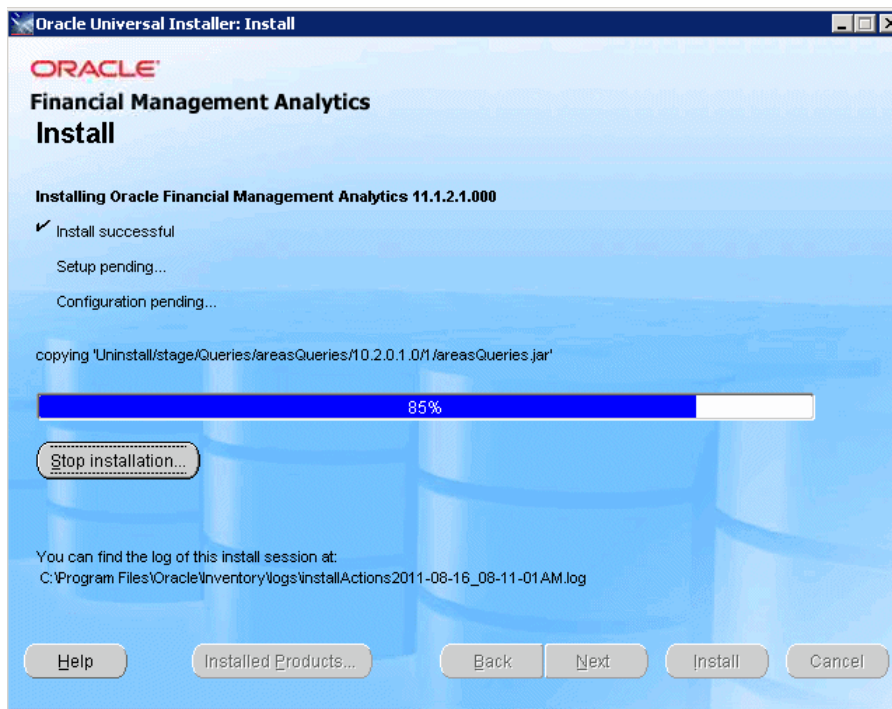 Oracle Universal Installer: Install
ORACLE
Financial Management Analytics
Install
Installing Oracle Financial Management Analytics 11.1.2.1.000
Install successful
Setup pending...
Configuration pending...
copying 'Uninstall/stage/Queries/areasQueries/10.2.0.1.0/1/areasQueries.jar'
85%
Stop installation...
You can find the log of this install session at:
C:\Program Files\Oracle\Inventory\logs\installActions2011-08-16_08-11-01AM.log
Help Installed Products... Back Next Install Cancel